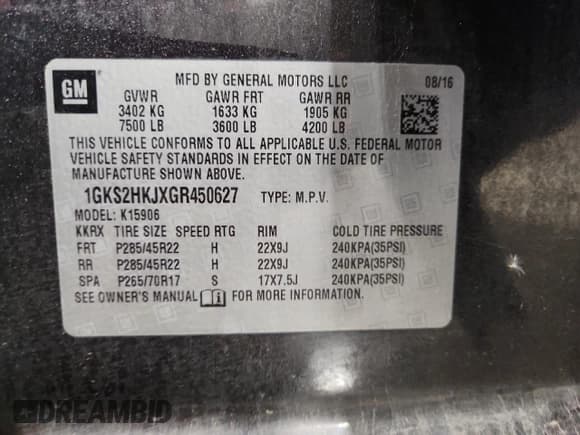 GM
MFD BY GENERAL MOTORS LLC 08/16
GVWR GAWR FRT GAWR RR
3402 KG 1633 KG 1905 KG
7500 LB 3600 LB 4200 LB
THIS VEHICLE CONFORMS TO ALL APPLICABLE U.S. FEDERAL MOTOR
VEHICLE SAFETY STANDARDS IN EFFECT ON THE DATE OF
MANUFACTURE SHOWN ABOVE.
1GKS2HKJXGR450627 TYPE: M.P.V.
MODEL: K15906
KKRX TIRE SIZE SPEED RTG RIM COLD TIRE PRESSURE
FRT P285/45R22 H 22X9J 240KPA(35PSI)
RR P285/45R22 H 22X9J 240KPA(35PSI)
SPA P265/70R17 S 17X7.5J 240KPA(35PSI)
SEE OWNER'S MANUAL i FOR MORE INFORMATION.
DREAMBID